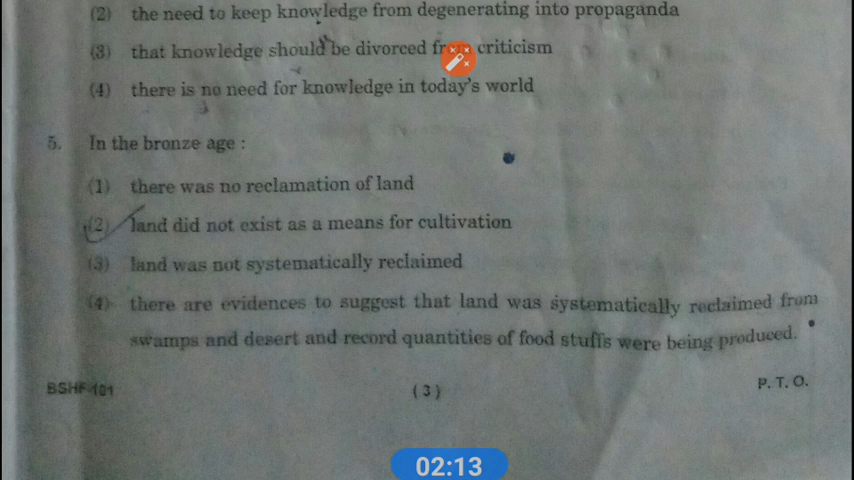 (2) the need to keep knowledge from degenerating into propaganda
(3) that knowledge should be divorced from criticism
(4) there is no need for knowledge in today's world
5. In the bronze age :
(1) there was no reclamation of land
(2) land did not exist as a means for cultivation
(3) land was not systematically reclaimed
(4) there are evidences to suggest that land was systematically reclaimed from
swamps and desert and record quantities of food stuffs were being produced.
BSHF-101 (3) P. T. O.
02:13